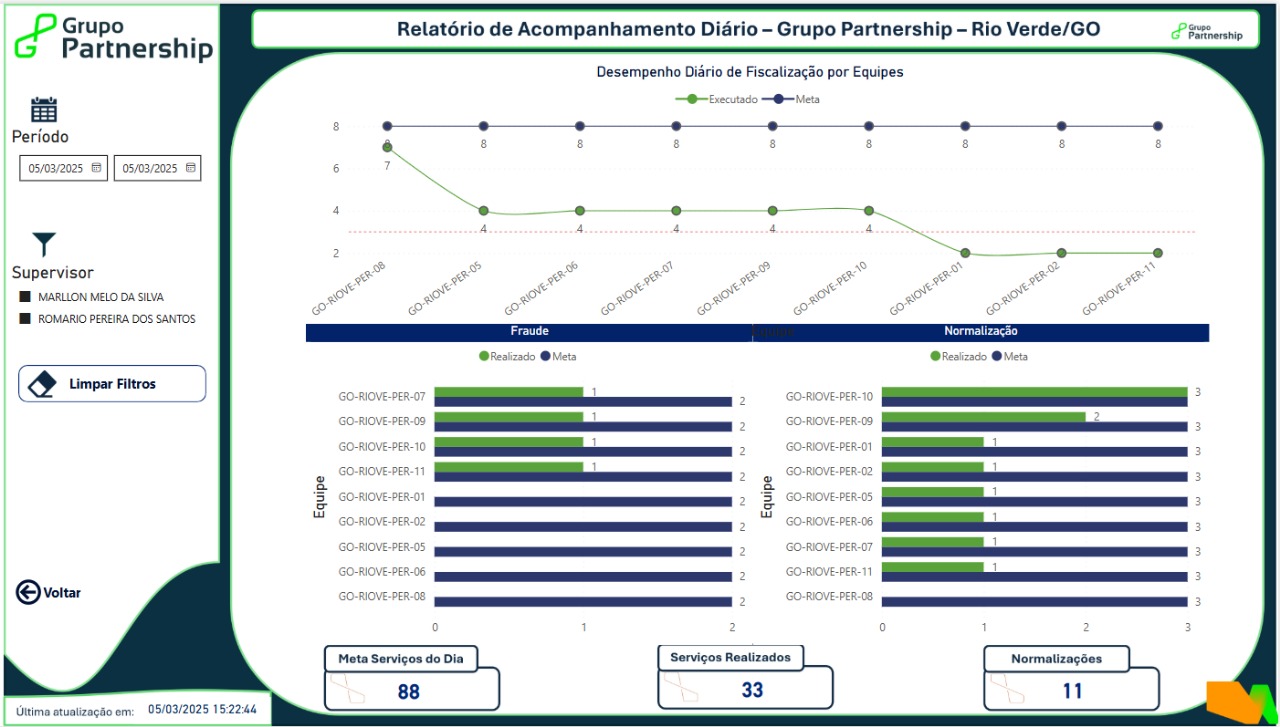 Grupo
Partnership
Relatório de Acompanhamento Diário – Grupo Partnership – Rio Verde/GO
Grupo
Partnership
Período
05/03/2025
05/03/2025
Supervisor
MARLLON MELO DA SILVA
ROMARIO PEREIRA DOS SANTOS
Limpar Filtros
Voltar
Última atualização em: 05/03/2025 15:22:44
Desempenho Diário de Fiscalização por Equipes
Executado Meta
8
6
4
2
8 8 8 8 8 8 8 8 8
7 4 4 4 4 4
GO-RIOVE-PER-08
GO-RIOVE-PER-05
GO-RIOVE-PER-06
GO-RIOVE-PER-07
GO-RIOVE-PER-09
GO-RIOVE-PER-10
GO-RIOVE-PER-01
GO-RIOVE-PER-02
GO-RIOVE-PER-11
Fraude
Equipe
Normalização
Realizado Meta
Equipe
GO-RIOVE-PER-07 1 2
GO-RIOVE-PER-09 1 2
GO-RIOVE-PER-10 1 2
GO-RIOVE-PER-11 1 2
GO-RIOVE-PER-01 2
GO-RIOVE-PER-02 2
GO-RIOVE-PER-05 2
GO-RIOVE-PER-06 2
GO-RIOVE-PER-08 2
0 1 2
Realizado Meta
Equipe
GO-RIOVE-PER-10 3
GO-RIOVE-PER-09 2 3
GO-RIOVE-PER-01 1 3
GO-RIOVE-PER-02 1 3
GO-RIOVE-PER-05 1 3
GO-RIOVE-PER-06 1 3
GO-RIOVE-PER-07 1 3
GO-RIOVE-PER-11 1 3
GO-RIOVE-PER-08 3
0 1 2 3
Meta Serviços do Dia
88
Serviços Realizados
33
Normalizações
11